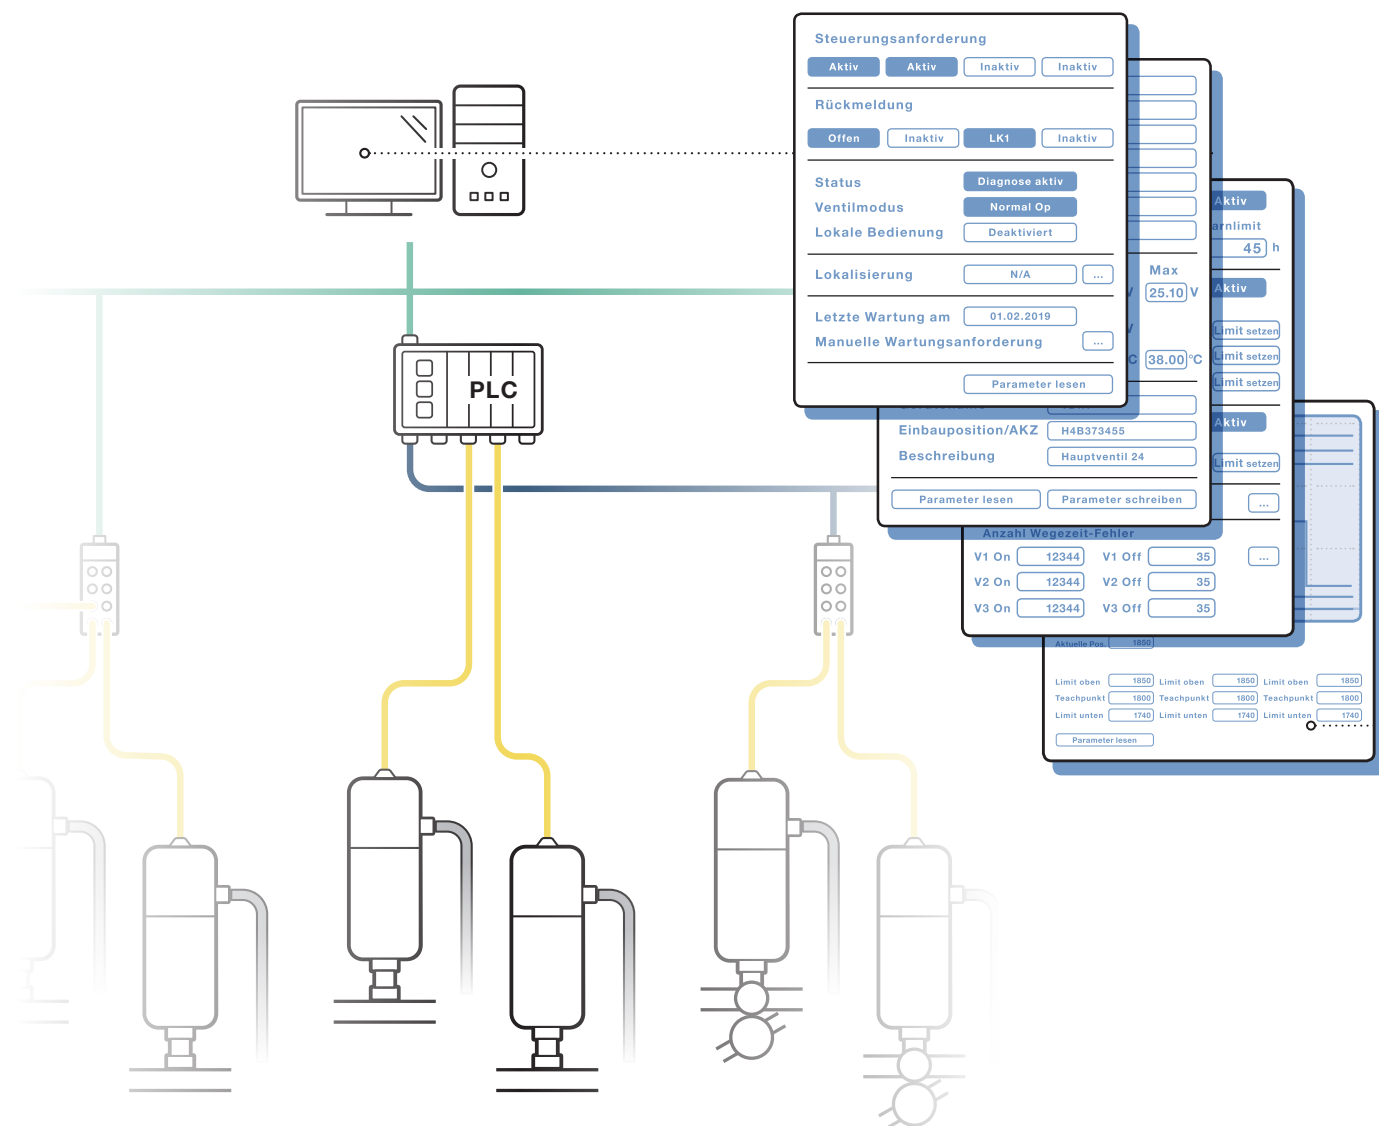 Steuerungsanforderung
Aktiv Aktiv Inaktiv Inaktiv
Rückmeldung
Offen Inaktiv LK1 Inaktiv
Status Diagnose aktiv
Ventilmodus Normal Op
Lokale Bedienung Deaktiviert
Lokalisierung N/A ...
Letzte Wartung am 01.02.2019
Manuelle Wartungsanforderung ...
Parameter lesen
Max
V 25.10 V
V
C 38.00 °C
Einbauposition/AKZ H4B373455
Beschreibung Hauptventil 24
Parameter lesen Parameter schreiben
Aktiv
45 h
Aktiv
Limit setzen
Limit setzen
Limit setzen
Aktiv
Limit setzen
...
Anzahl Wegezeit-Fehler
V1 On 12344 V1 Off 35 ...
V2 On 12344 V2 Off 35
V3 On 12344 V3 Off 35
Aktuelle Pos. 1850
Limit oben 1850 Limit oben 1850 Limit oben 1850
Teachpunkt 1800 Teachpunkt 1800 Teachpunkt 1800
Limit unten 1740 Limit unten 1740 Limit unten 1740
Parameter lesen
PLC